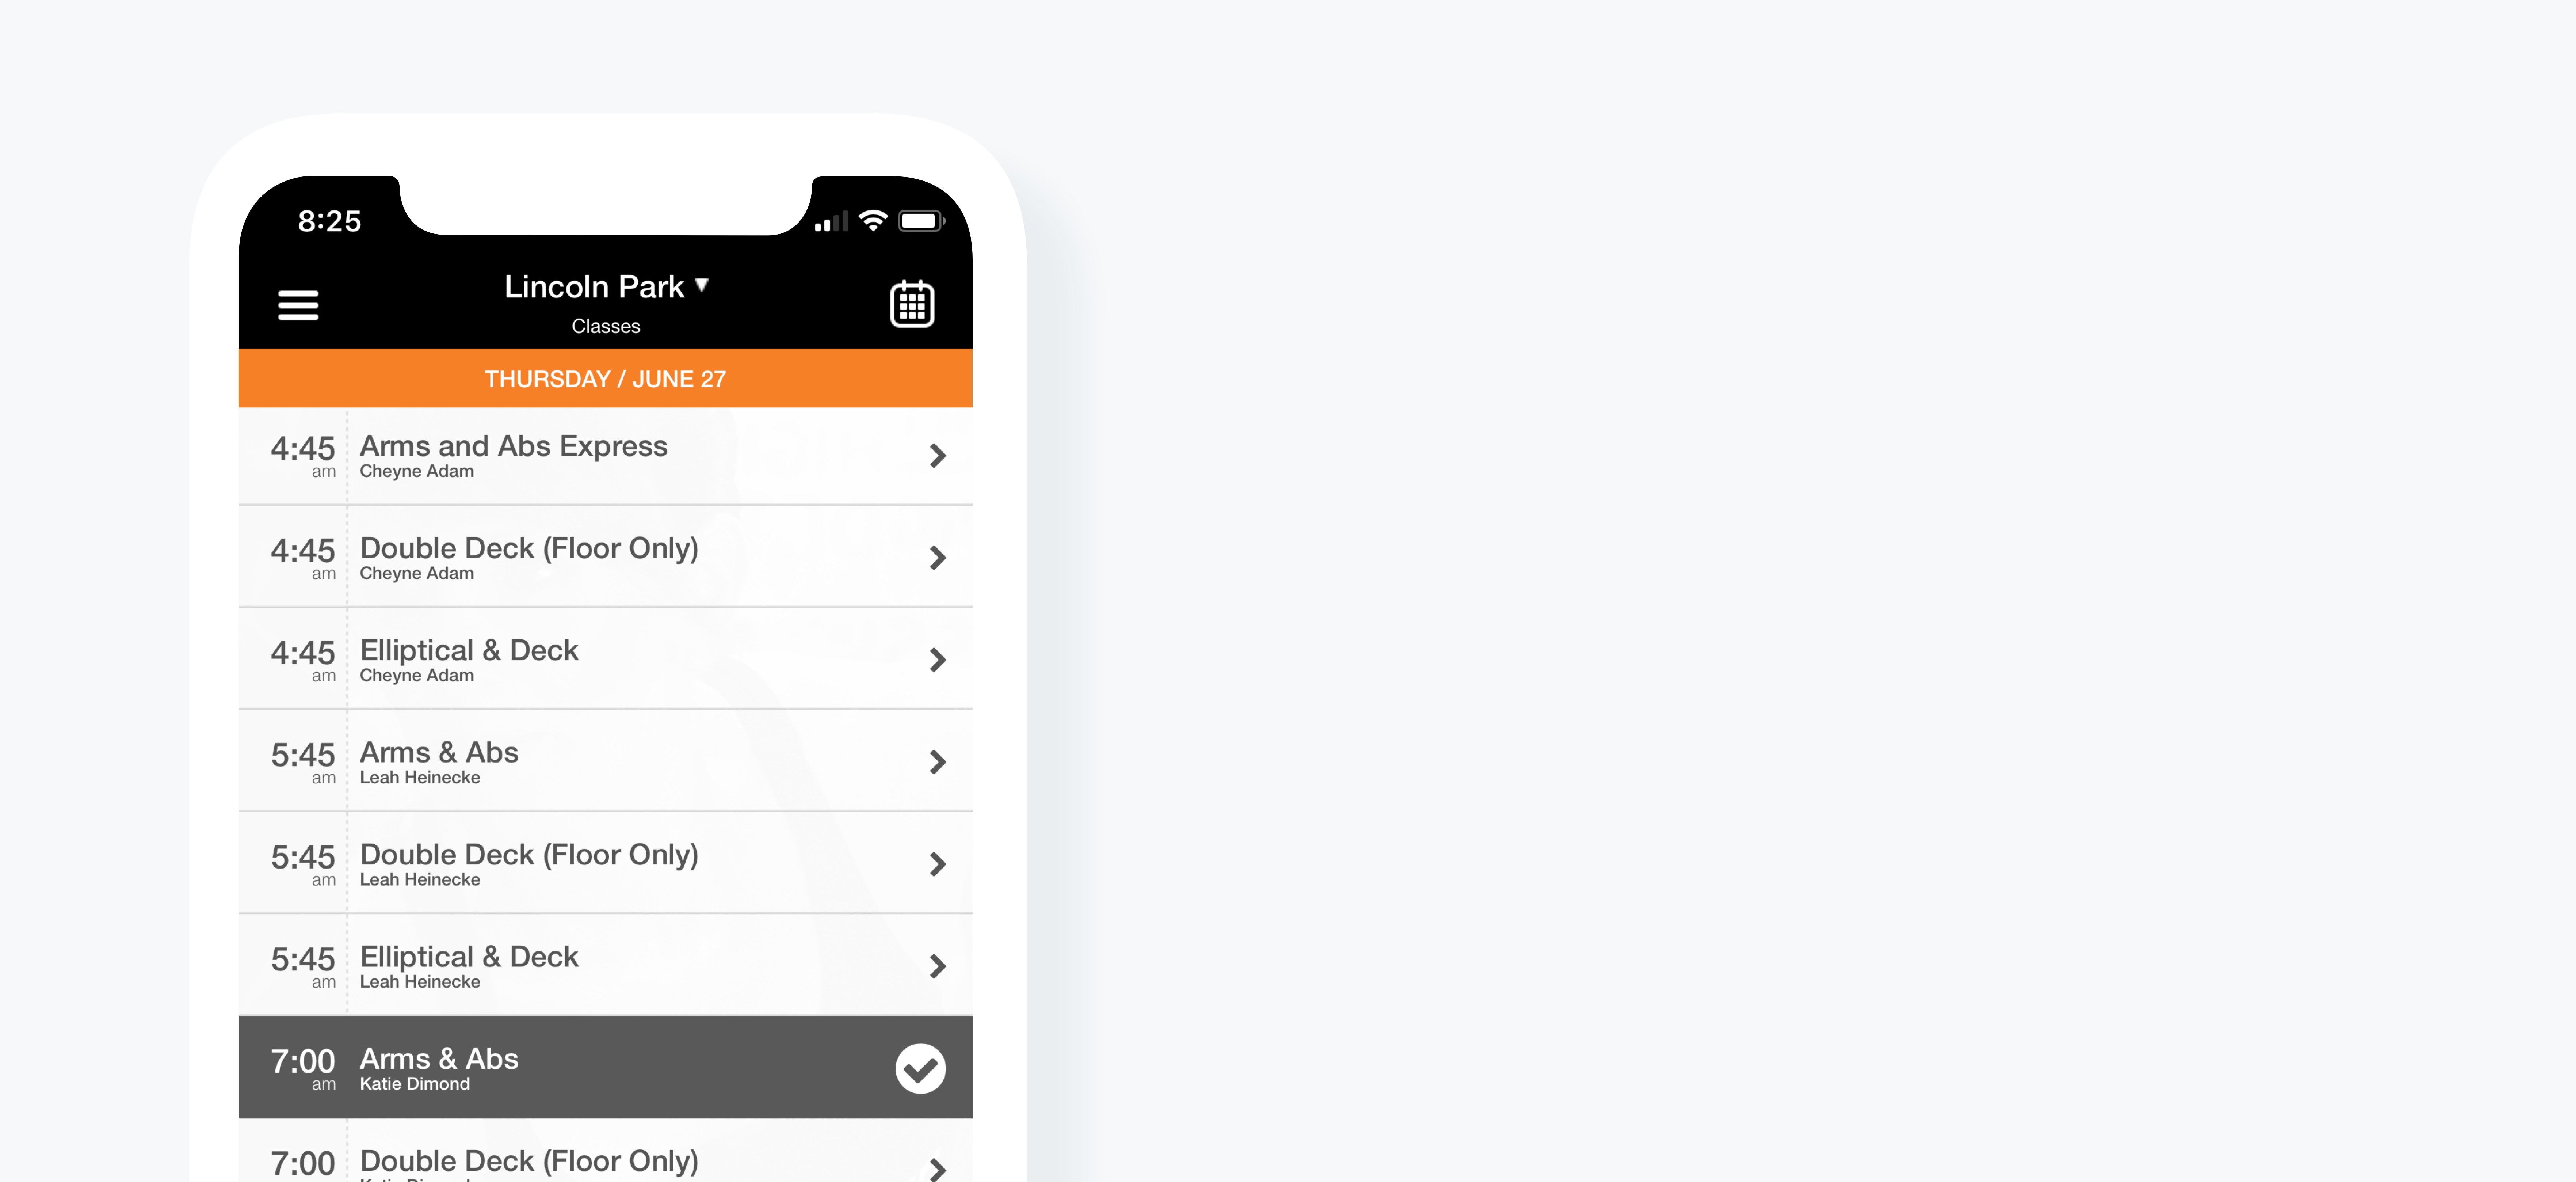 8:25
Lincoln Park
Classes
THURSDAY / JUNE 27
4:45 Arms and Abs Express
am Cheyne Adam
4:45 Double Deck (Floor Only)
am Cheyne Adam
4:45 Elliptical & Deck
am Cheyne Adam
5:45 Arms & Abs
am Leah Heinecke
5:45 Double Deck (Floor Only)
am Leah Heinecke
5:45 Elliptical & Deck
am Leah Heinecke
7:00 Arms & Abs
am Katie Dimond
7:00 Double Deck (Floor Only)